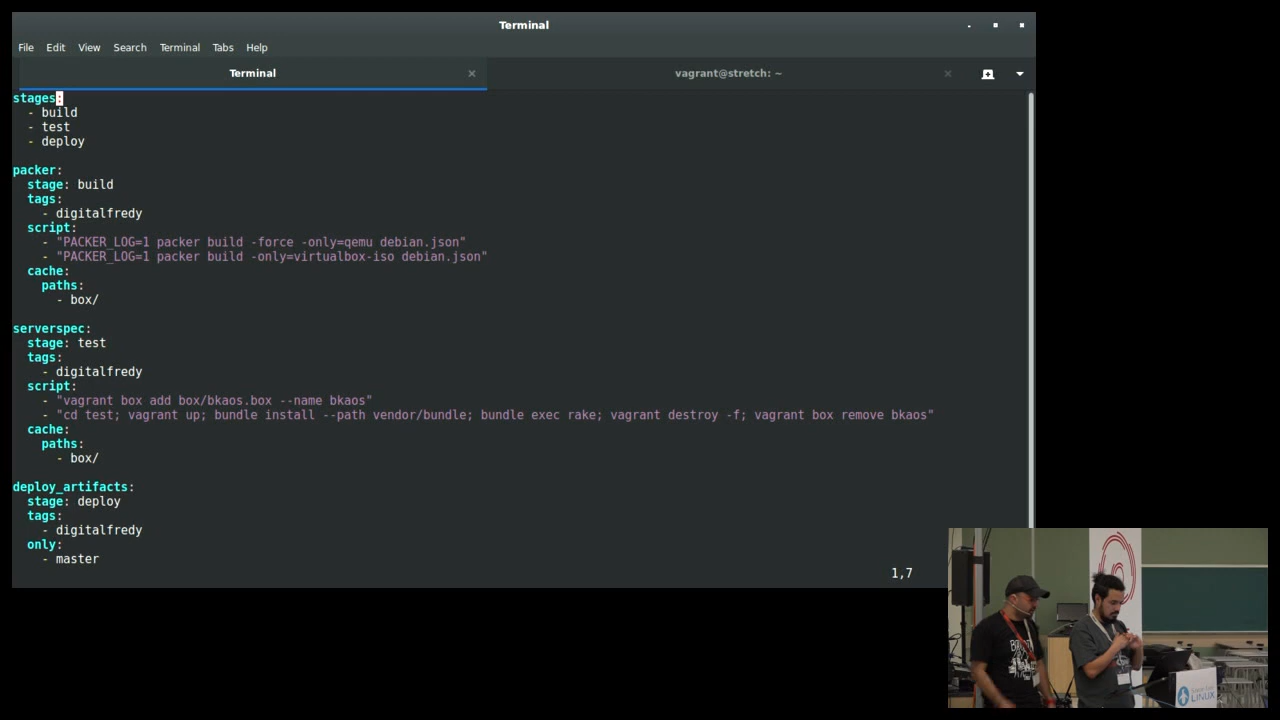 Terminal
File Edit View Search Terminal Tabs Help
Terminal
vagrant@stretch: ~
stages:
  - build
  - test
  - deploy
packer:
  stage: build
  tags:
    - digitalfredy
  script:
    - "PACKER_LOG=1 packer build -force -only=qemu debian.json"
    - "PACKER_LOG=1 packer build -only=virtualbox-iso debian.json"
  cache:
    paths:
      - box/
serverspec:
  stage: test
  tags:
    - digitalfredy
  script:
    - "vagrant box add box/bkaos.box --name bkaos"
    - "cd test; vagrant up; bundle install --path vendor/bundle; bundle exec rake; vagrant destroy -f; vagrant box remove bkaos"
  cache:
    paths:
      - box/
deploy_artifacts:
  stage: deploy
  tags:
    - digitalfredy
  only:
    - master
1,7
LINUX